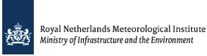 Royal Netherlands Meteorological Institute
Ministry of Infrastructure and the Environment